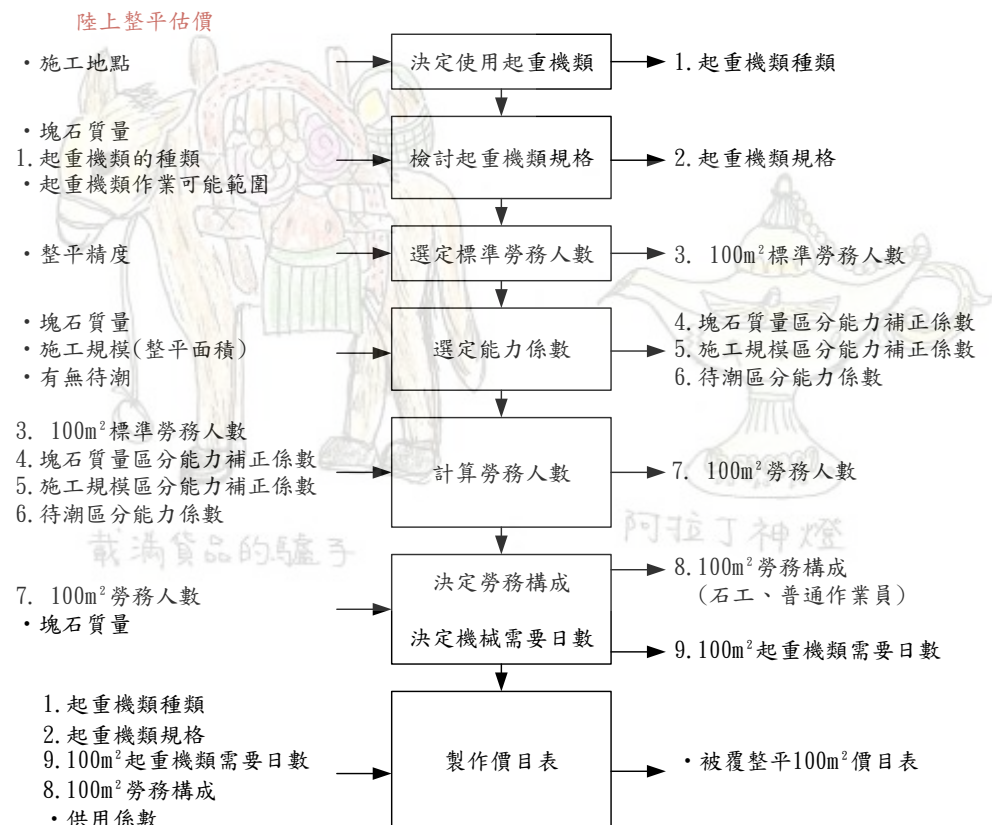 陸上整平估價
・施工地點
決定使用起重機類
1.起重機類種類
・塊石質量
1.起重機類的種類
・起重機類作業可能範圍
檢討起重機類規格
2.起重機類規格
・整平精度
選定標準勞務人數
3. 100m²標準勞務人數
・塊石質量
・施工規模(整平面積)
・有無待潮
選定能力係數
4.塊石質量區分能力補正係數
5.施工規模區分能力補正係數
6.待潮區分能力係數
3. 100m²標準勞務人數
4.塊石質量區分能力補正係數
5.施工規模區分能力補正係數
6.待潮區分能力係數
計算勞務人數
7. 100m²勞務人數
載滿貨品的驢子
阿拉丁神燈
7. 100m²勞務人數
・塊石質量
決定勞務構成
決定機械需要日數
8.100m²勞務構成
(石工、普通作業員)
9.100m²起重機類需要日數
1.起重機類種類
2.起重機類規格
9.100m²起重機類需要日數
8.100m²勞務構成
・供用係數
製作價目表
・被覆整平100m²價目表